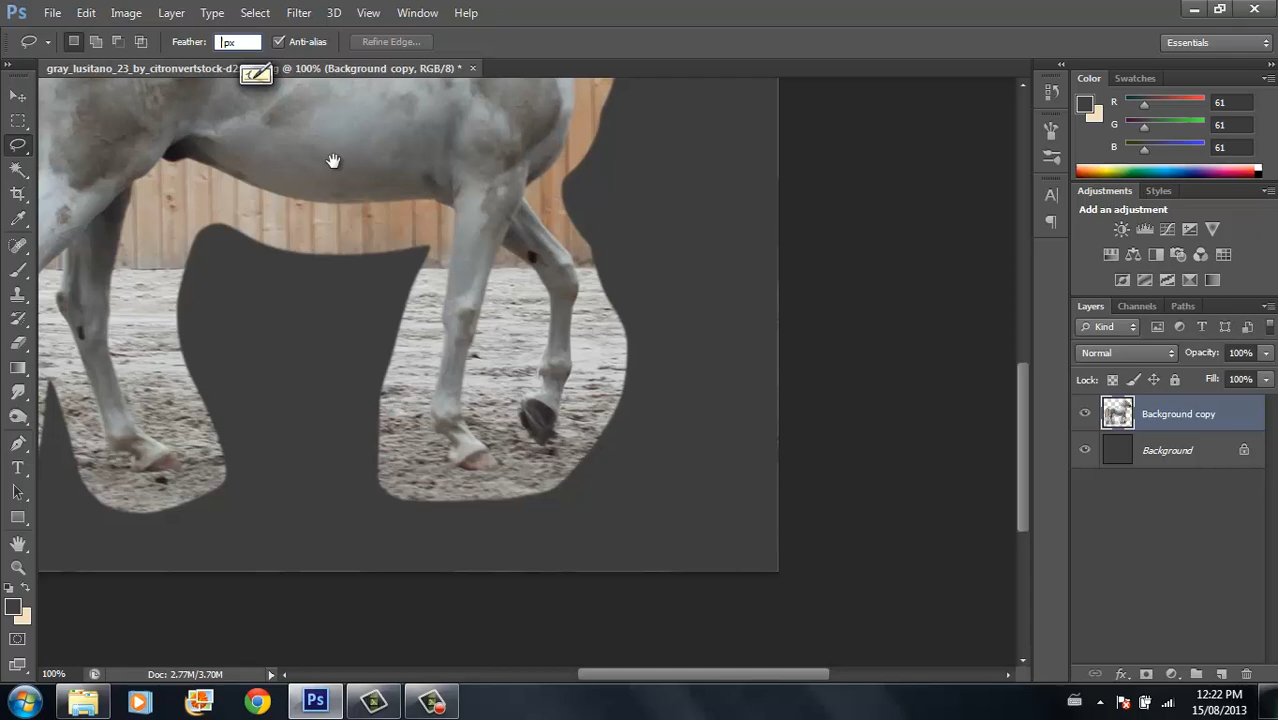 Ps File Edit Image Layer Type Select Filter 3D View Window Help
Feather: px Anti-alias Refine Edge... Essentials
gray_lusitano_23_by_citronvertstock-d2 @ 100% (Background copy, RGB/8) * ×
Color Swatches
R 61
G 61
B 61
Adjustments Styles
Add an adjustment
Layers Channels Paths
Kind
Normal Opacity: 100%
Lock: Fill: 100%
Background copy
Background
100% Doc: 2.77M/3.70M
Ps
12:22 PM
15/08/2013